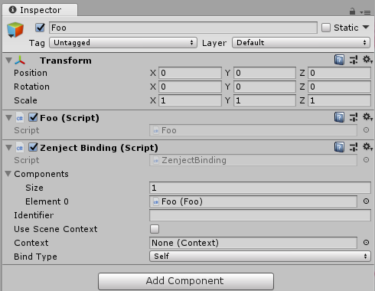 Inspector
Foo Static
Tag Untagged Layer Default
Transform
Position X 0 Y 0 Z 0
Rotation X 0 Y 0 Z 0
Scale X 1 Y 1 Z 1
Foo (Script)
Script Foo
Zenject Binding (Script)
Script ZenjectBinding
Components
Size 1
Element 0 Foo (Foo)
Identifier
Use Scene Context
Context None (Context)
Bind Type Self
Add Component